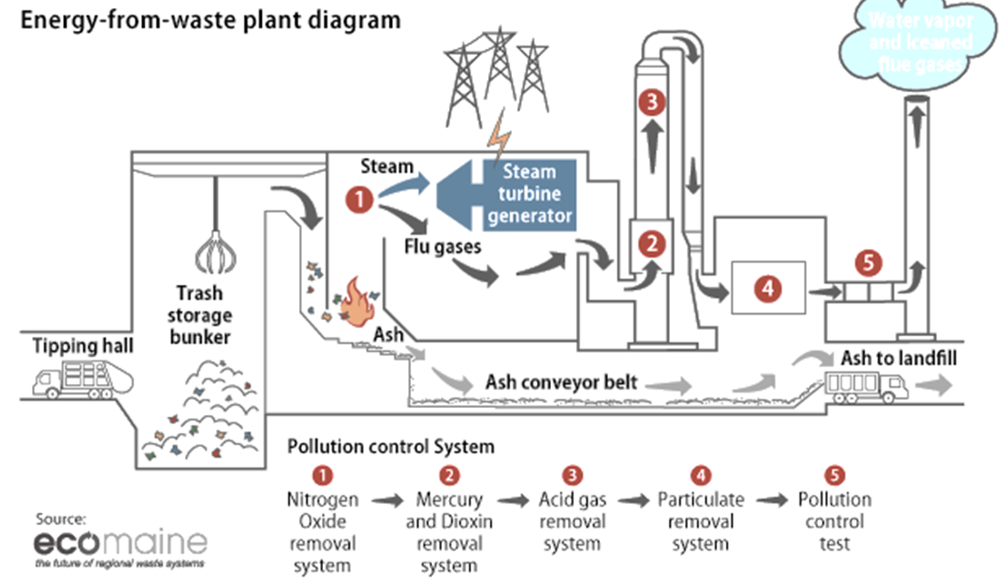 Energy-from-waste plant diagram
Water vapor
and lceaned
flue gases
3
Steam
1
Steam
turbine
generator
Flu gases
2
5
4
Trash
storage
bunker
Ash
Tipping hall
Ash to landfill
Ash conveyor belt
Pollution control System
1
Nitrogen
Oxide
removal
system
2
Mercury
and Dioxin
removal
system
3
Acid gas
removal
system
4
Particulate
removal
system
5
Pollution
control
test
Source:
ecomaine
the future of regional waste systems